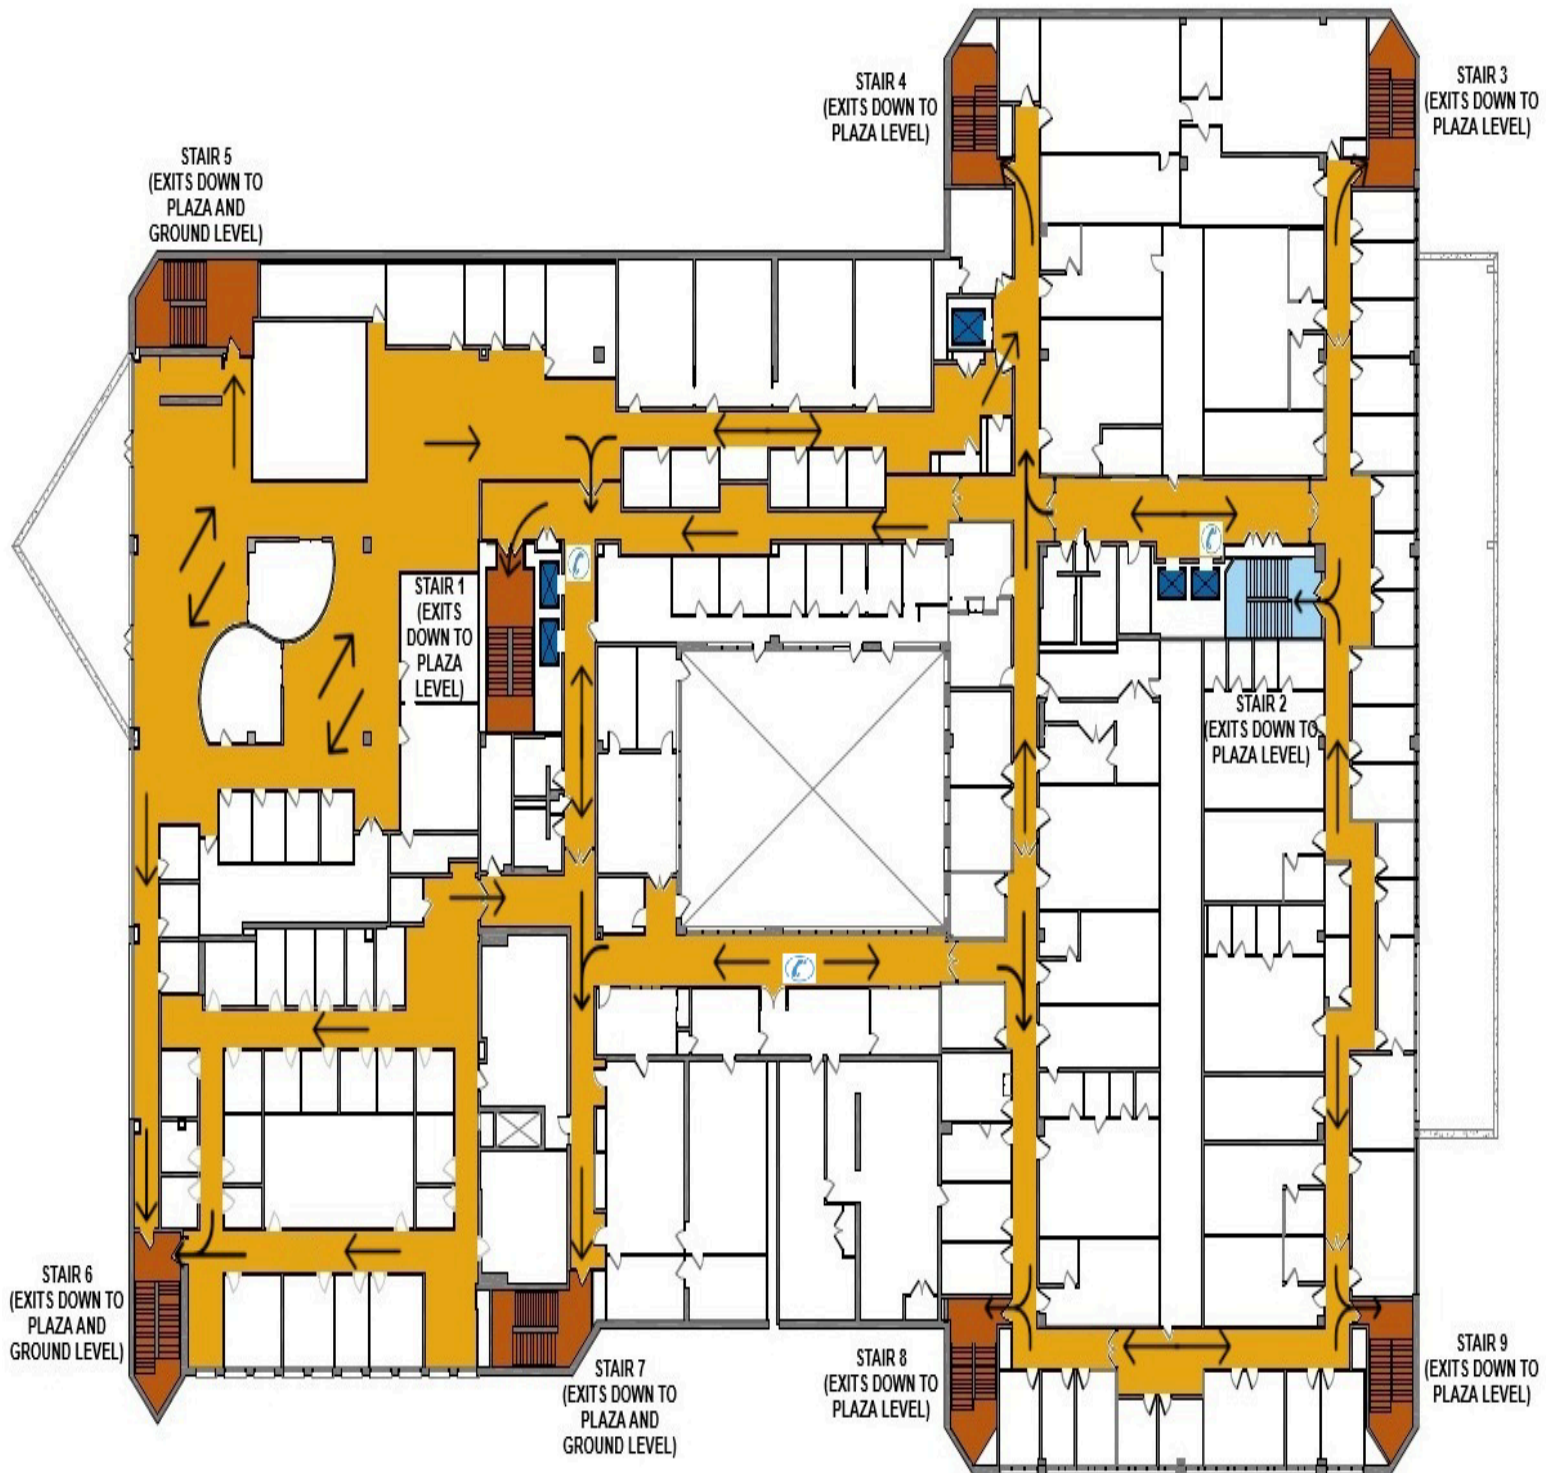 STAIR 4
(EXITS DOWN TO
PLAZA LEVEL)
STAIR 3
(EXITS DOWN TO
PLAZA LEVEL)
STAIR 5
(EXITS DOWN TO
PLAZA AND
GROUND LEVEL)
STAIR 1
(EXITS
DOWN TO
PLAZA
LEVEL)
STAIR 2
(EXITS DOWN TO
PLAZA LEVEL)
STAIR 6
(EXITS DOWN TO
PLAZA AND
GROUND LEVEL)
STAIR 7
(EXITS DOWN TO
PLAZA AND
GROUND LEVEL)
STAIR 8
(EXITS DOWN TO
PLAZA LEVEL)
STAIR 9
(EXITS DOWN TO
PLAZA LEVEL)